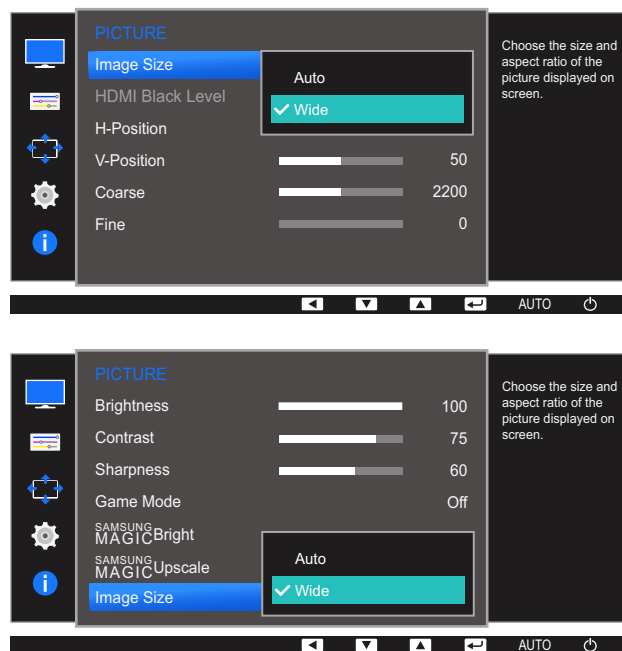 PICTURE
Image Size
Auto
HDMI Black Level
Wide
H-Position
V-Position 50
Coarse 2200
Fine 0
Choose the size and
aspect ratio of the
picture displayed on
screen.
AUTO
PICTURE
Brightness 100
Contrast 75
Sharpness 60
Game Mode Off
SAMSUNG
MAGICBright
SAMSUNG
MAGICUpscale
Auto
Image Size
Wide
Choose the size and
aspect ratio of the
picture displayed on
screen.
AUTO